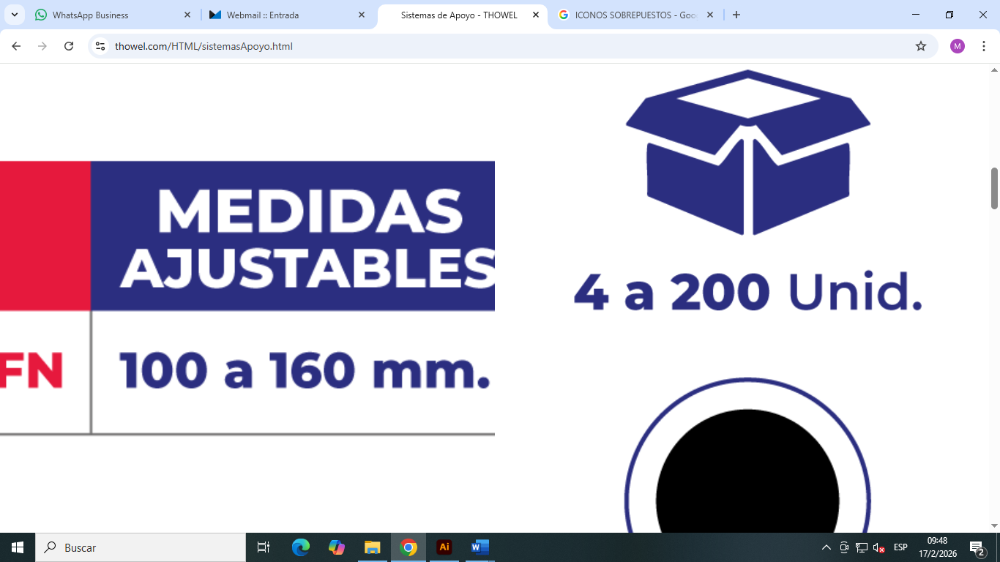 WhatsApp Business
Webmail :: Entrada
Sistemas de Apoyo - THOWEL
ICONOS SOBREPUESTOS - Goo
thowel.com/HTML/sistemasApoyo.html
M
MEDIDAS
AJUSTABLES
FN
100 a 160 mm.
4 a 200 Unid.
Buscar
Ai
W
ESP
09:48
17/2/2026
2